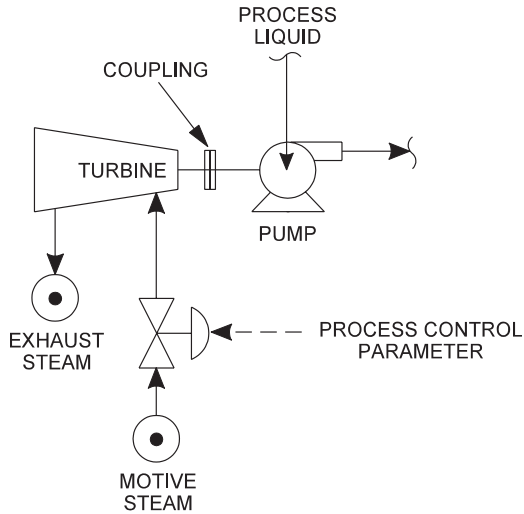 PROCESS
LIQUID
COUPLING
TURBINE
PUMP
EXHAUST
STEAM
PROCESS CONTROL
PARAMETER
MOTIVE
STEAM